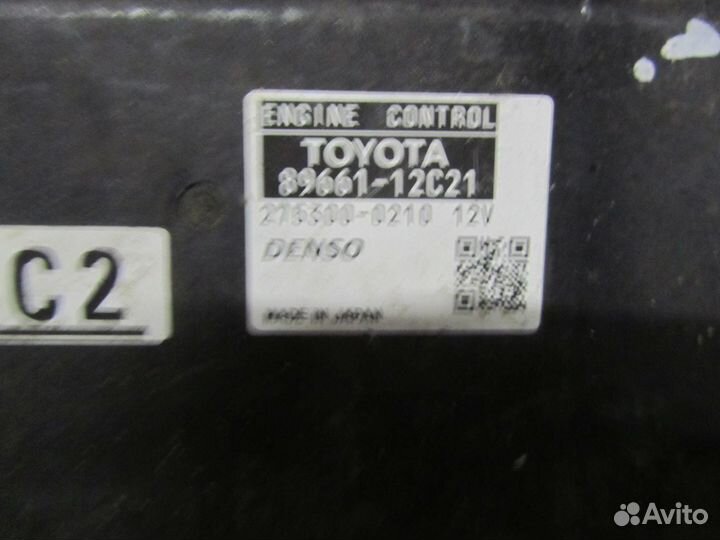 ENGINE CONTROL
TOYOTA
89661-12C21
275300-0210 12V
DENSO
MADE IN JAPAN
C2
Avito